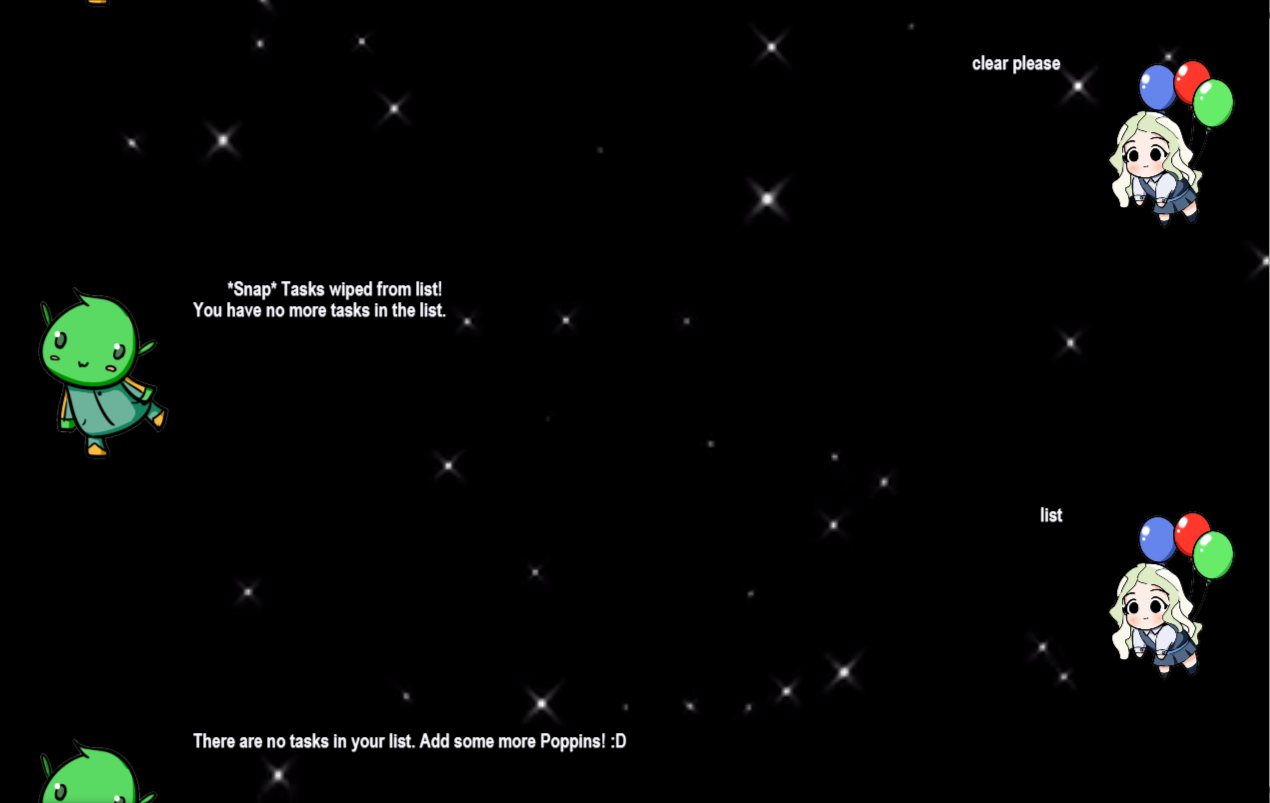 clear please
*Snap* Tasks wiped from list!
You have no more tasks in the list.
list
There are no tasks in your list. Add some more Poppins! :D